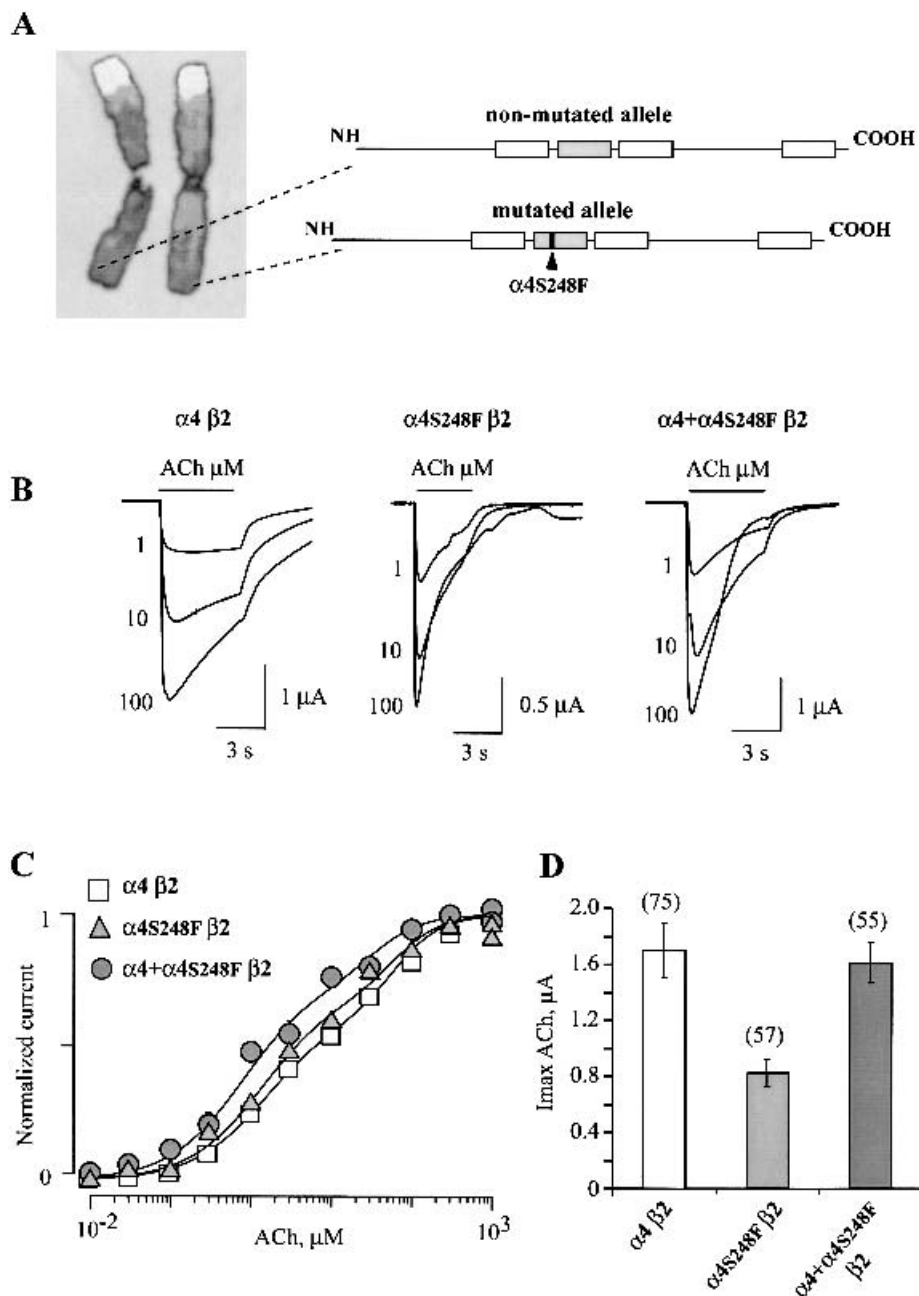 A
non-mutated allele
NH
COOH
mutated allele
NH
COOH
α4S248F
B
α4 β2
α4S248F β2
α4+α4S248F β2
ACh μM
ACh μM
ACh μM
1
10
100
1 μA
3 s
1
10
100
0.5 μA
3 s
1
10
100
1 μA
3 s
C
α4 β2
α4S248F β2
α4+α4S248F β2
Normalized current
1
0
10-2
103
ACh, μM
D
Imax ACh, μA
2.0
1.6
1.2
0.8
0.4
0
(75)
(57)
(55)
α4 β2
α4S248F β2
α4+α4S248F
β2